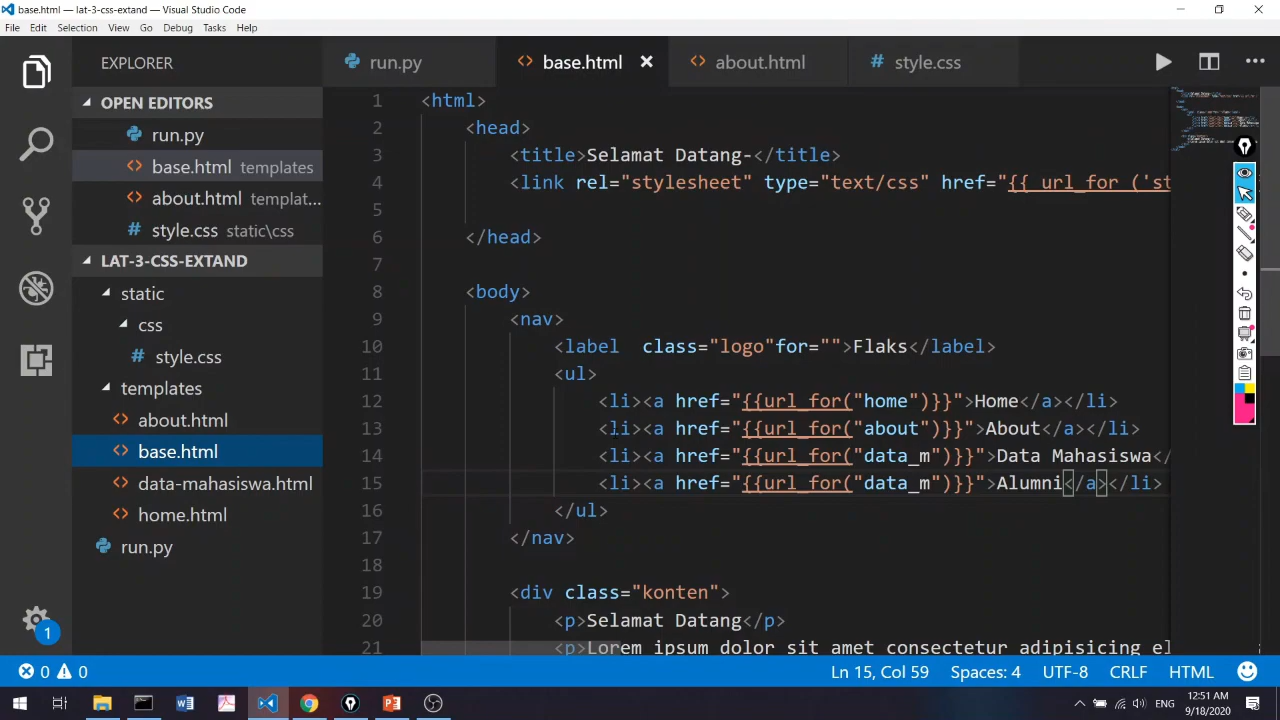 base.html — lat-3-css-extand — Visual Studio Code
File Edit Selection View Go Debug Tasks Help
EXPLORER
OPEN EDITORS
run.py
base.html templates
about.html templat...
style.css static\css
LAT-3-CSS-EXTAND
static
css
style.css
templates
about.html
base.html
data-mahasiswa.html
home.html
run.py
1
run.py base.html about.html style.css
1 <html>
2 <head>
3 <title>Selamat Datang-</title>
4 <link rel="stylesheet" type="text/css" href="{{ url_for ('st
5
6 </head>
7
8 <body>
9 <nav>
10 <label  class="logo"for="">Flaks</label>
11 <ul>
12 <li><a href="{{url_for("home")}}">Home</a></li>
13 <li><a href="{{url_for("about")}}">About</a></li>
14 <li><a href="{{url_for("data_m")}}">Data Mahasiswa</
15 <li><a href="{{url_for("data_m")}}">Alumni</a></li>
16 </ul>
17 </nav>
18
19 <div class="konten">
20 <p>Selamat Datang</p>
21 <p>Lorem ipsum dolor sit amet consectetur adipisicing el
0 0 Ln 15, Col 59 Spaces: 4 UTF-8 CRLF HTML
ENG
12:51 AM
9/18/2020